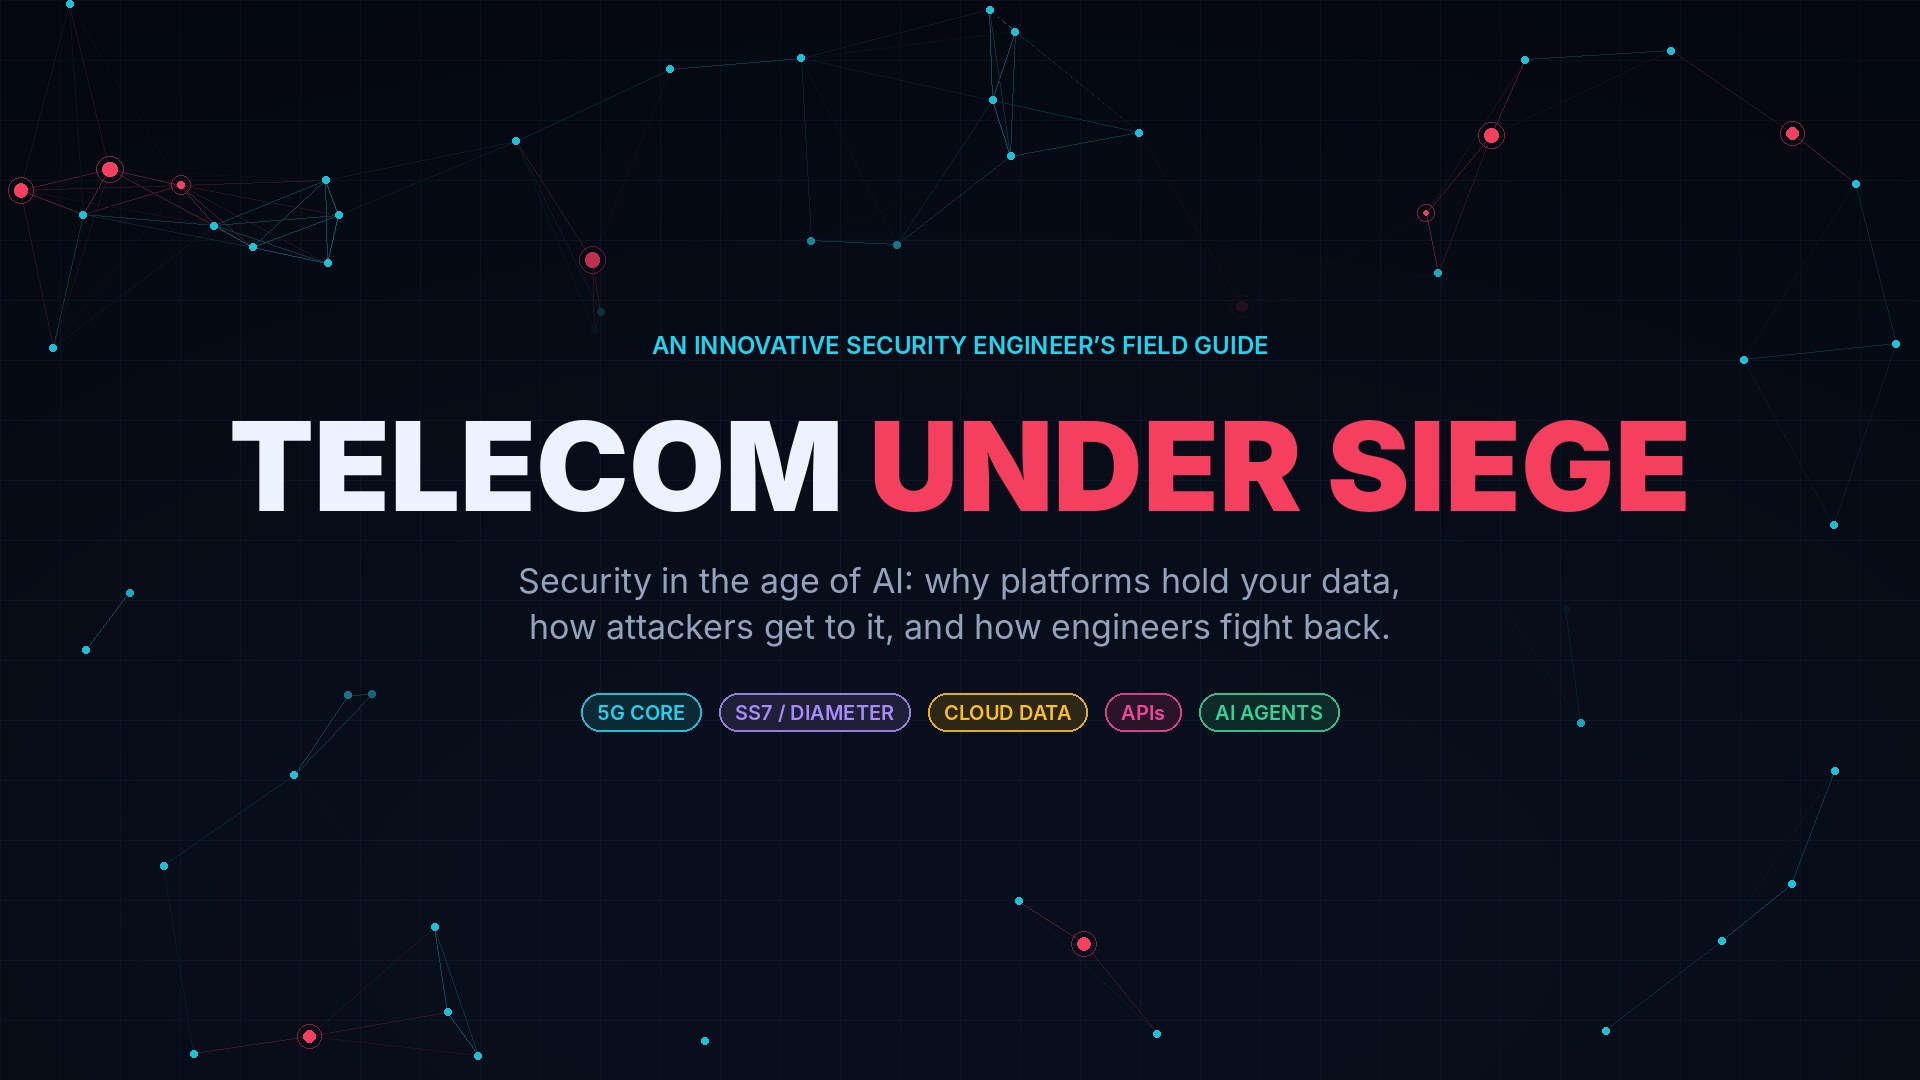 AN INNOVATIVE SECURITY ENGINEER’S FIELD GUIDE
TELECOM UNDER SIEGE
Security in the age of AI: why platforms hold your data,
how attackers get to it, and how engineers fight back.
5G CORE SS7 / DIAMETER CLOUD DATA APIs AI AGENTS